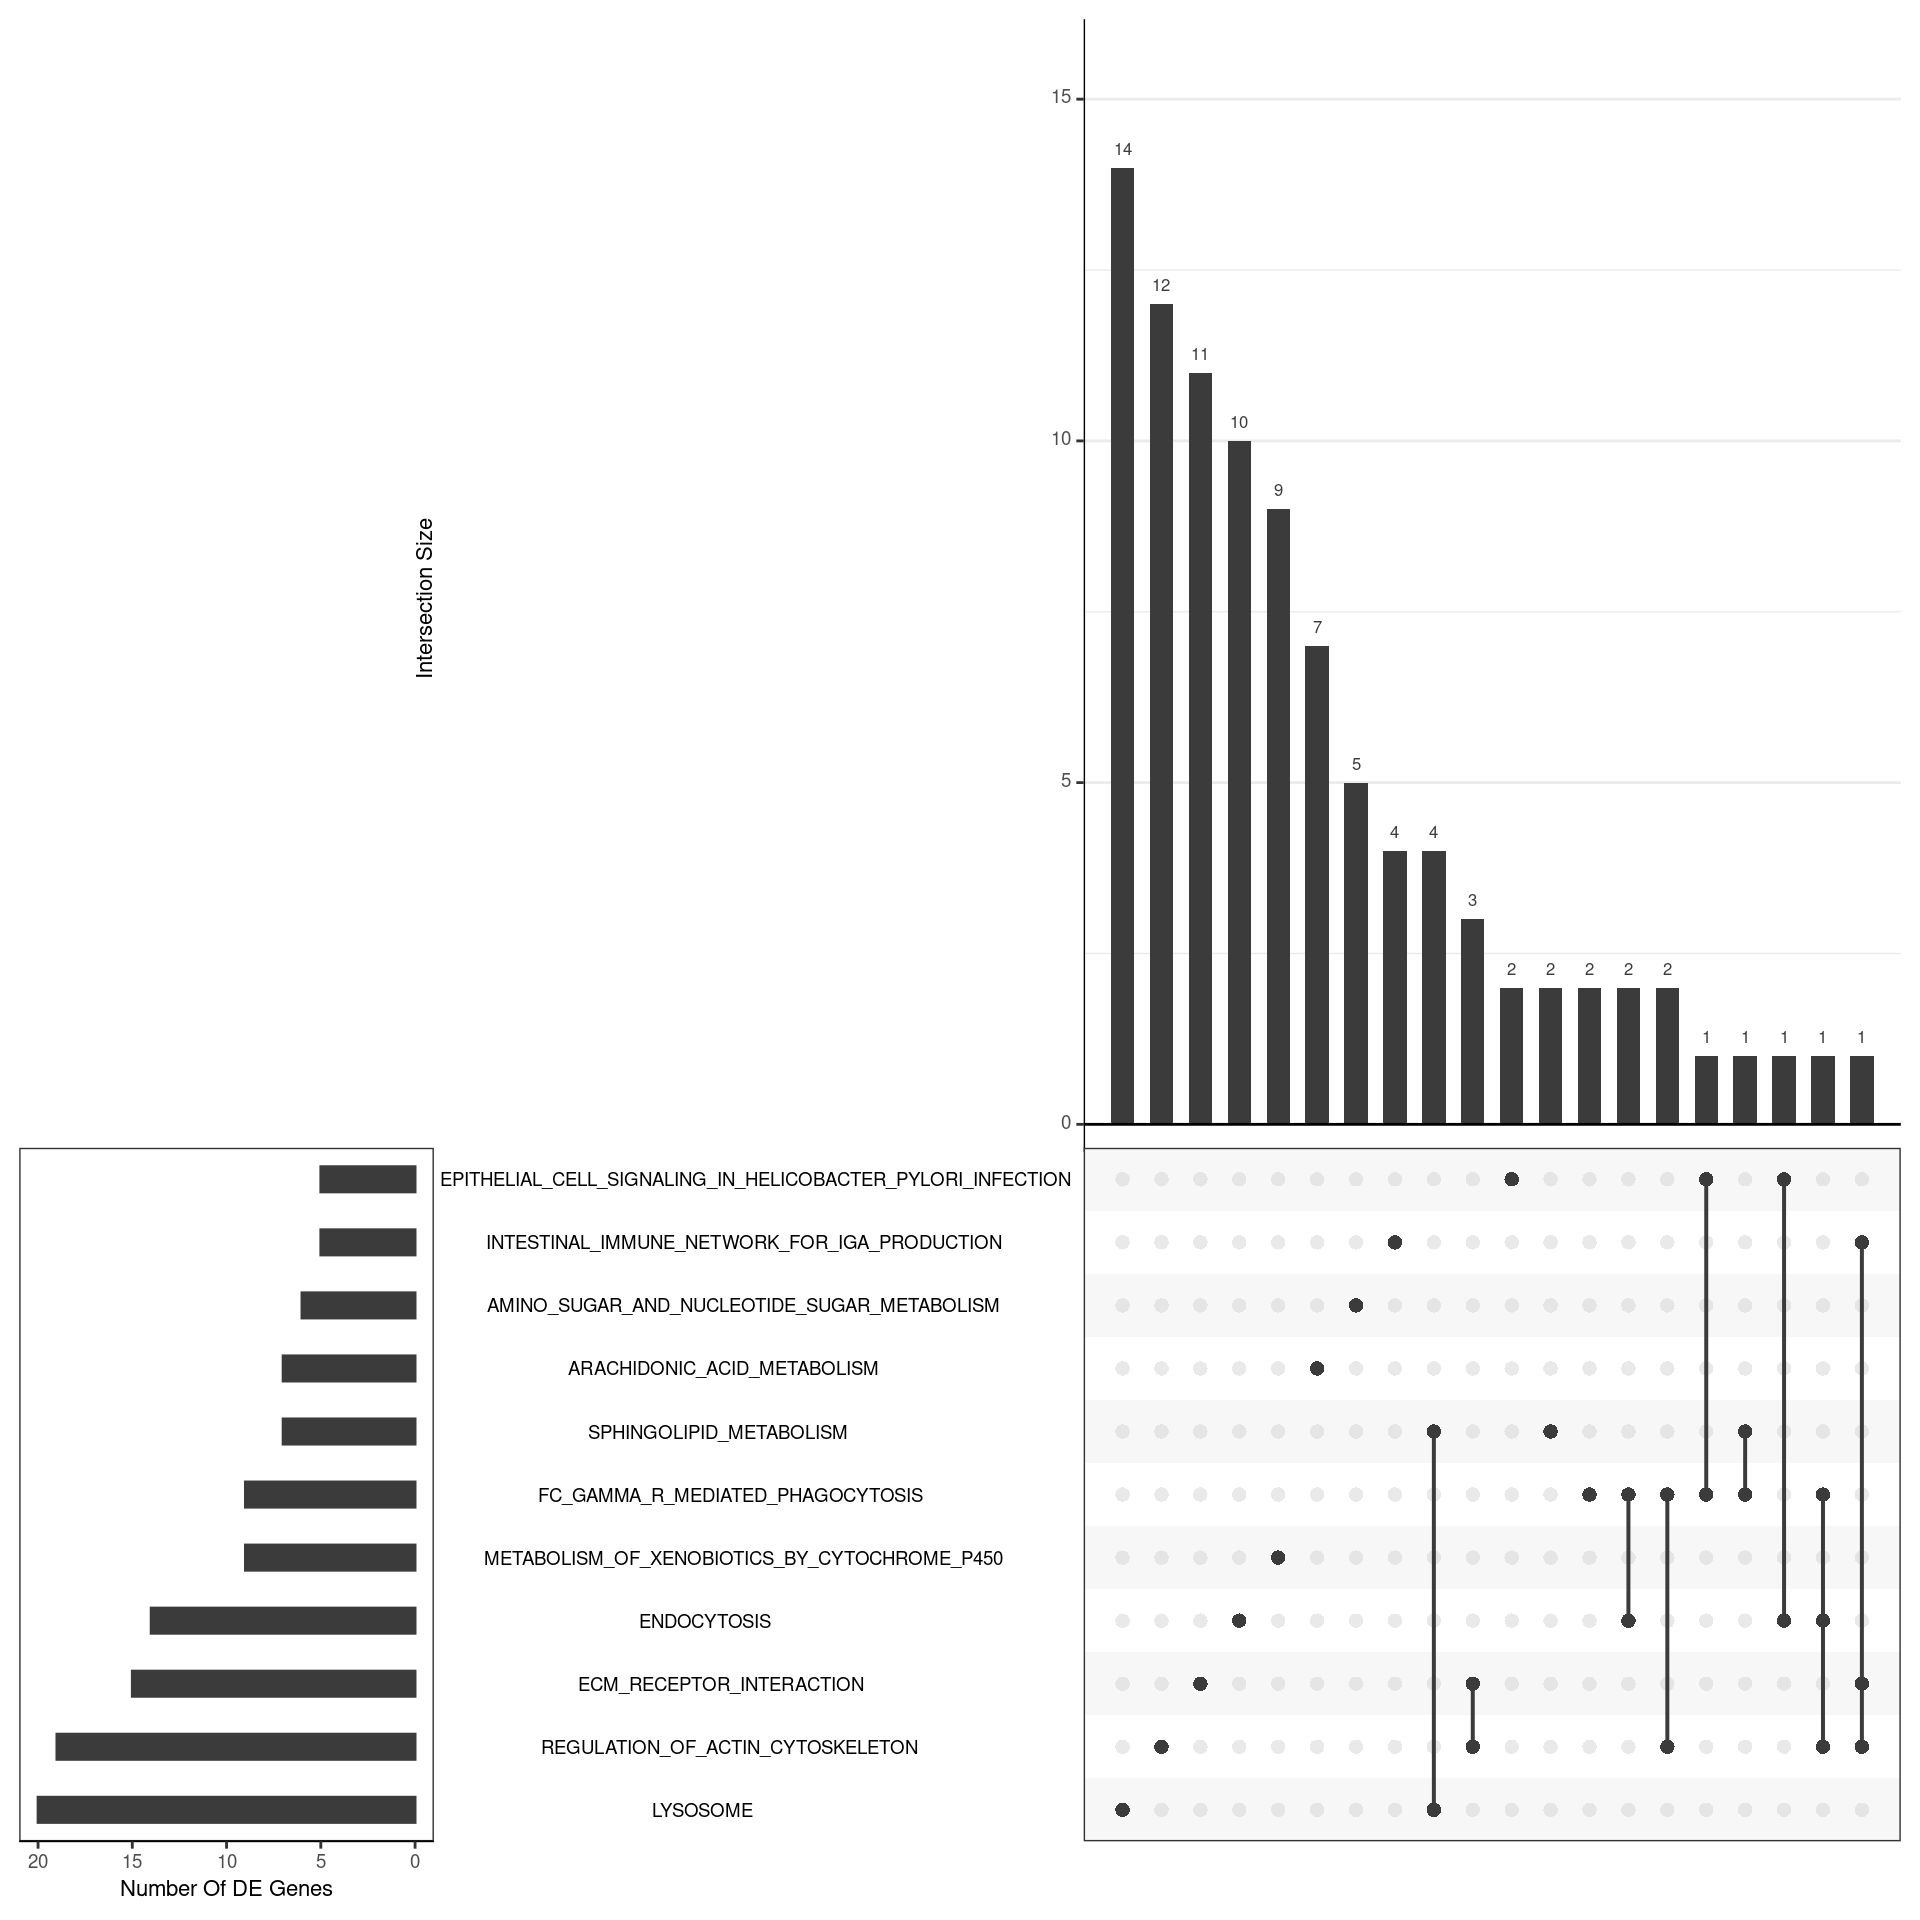 15
14
12
11
10
10
9
7
5
5
4
4
3
2
2
2
2
2
1
1
1
1
1
0
Intersection Size
EPITHELIAL_CELL_SIGNALING_IN_HELICOBACTER_PYLORI_INFECTION
INTESTINAL_IMMUNE_NETWORK_FOR_IGA_PRODUCTION
AMINO_SUGAR_AND_NUCLEOTIDE_SUGAR_METABOLISM
ARACHIDONIC_ACID_METABOLISM
SPHINGOLIPID_METABOLISM
FC_GAMMA_R_MEDIATED_PHAGOCYTOSIS
METABOLISM_OF_XENOBIOTICS_BY_CYTOCHROME_P450
ENDOCYTOSIS
ECM_RECEPTOR_INTERACTION
REGULATION_OF_ACTIN_CYTOSKELETON
LYSOSOME
20 15 10 5 0
Number Of DE Genes